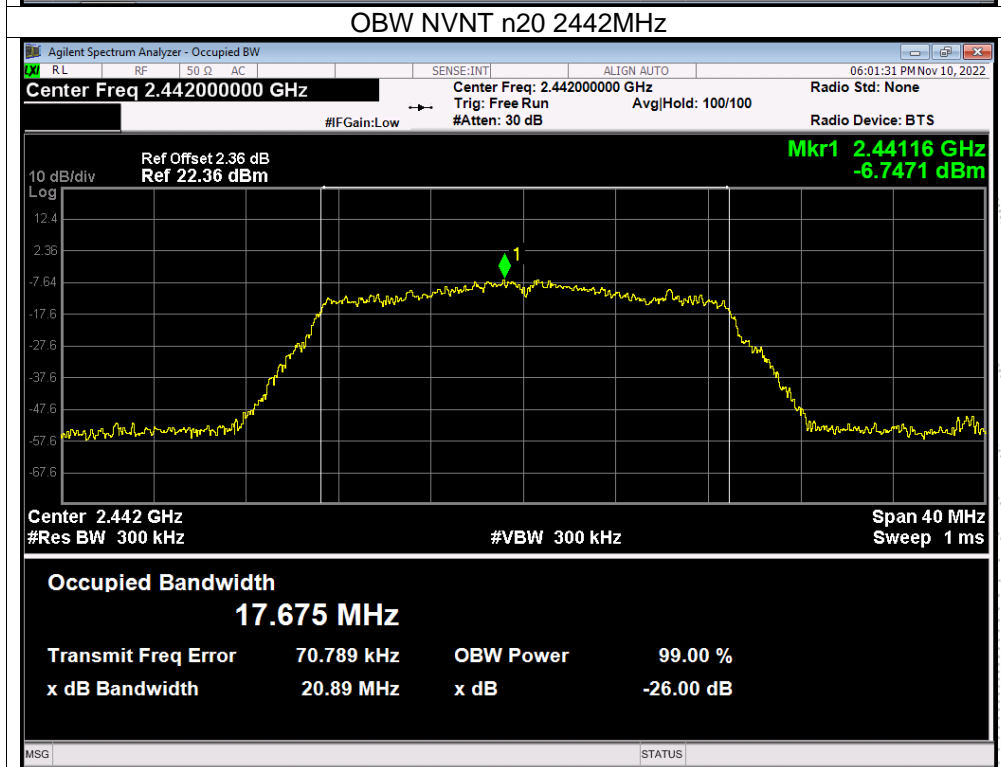 OBW NVNT n20 2442MHz
Agilent Spectrum Analyzer - Occupied BW
LXI RL RF 50 Ω AC SENSE:INT ALIGN AUTO 06:01:31 PM Nov 10, 2022
Center Freq 2.442000000 GHz Center Freq: 2.442000000 GHz Radio Std: None
Trig: Free Run Avg|Hold: 100/100
#IFGain:Low #Atten: 30 dB Radio Device: BTS
Mkr1 2.44116 GHz
-6.7471 dBm
Ref Offset 2.36 dB
10 dB/div Ref 22.36 dBm
Log
12.4
2.36
1
-7.64
-17.6
-27.6
-37.6
-47.6
-57.6
-67.6
Center 2.442 GHz Span 40 MHz
#Res BW 300 kHz #VBW 300 kHz Sweep 1 ms
Occupied Bandwidth
17.675 MHz
Transmit Freq Error 70.789 kHz OBW Power 99.00 %
x dB Bandwidth 20.89 MHz x dB -26.00 dB
MSG STATUS